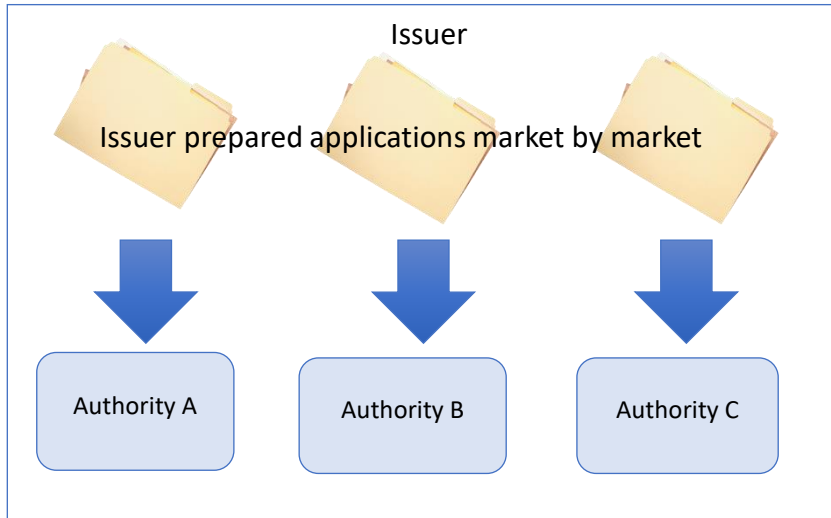 Issuer
Issuer prepared applications market by market
Authority A
Authority B
Authority C